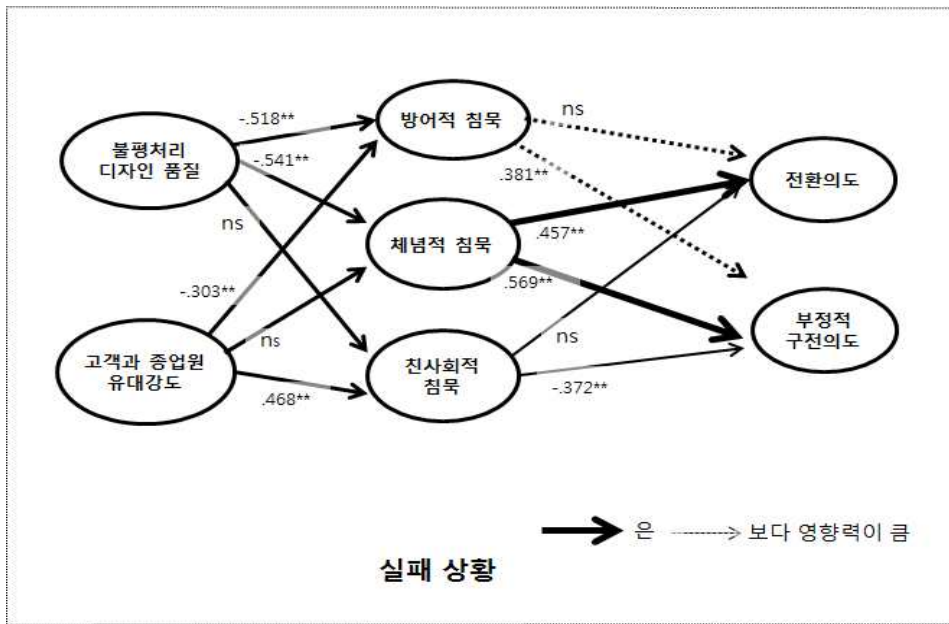 -.518**
방어적 침묵
ns
불평처리
디자인 품질
-.541**
.381**
전환의도
ns
체념적 침묵
.457**
-.303**
.569**
ns
ns
부정적
구전의도
고객과 종업원
유대강도
.468**
친사회적
침묵
-.372**
은 보다 영향력이 큼
실패 상황